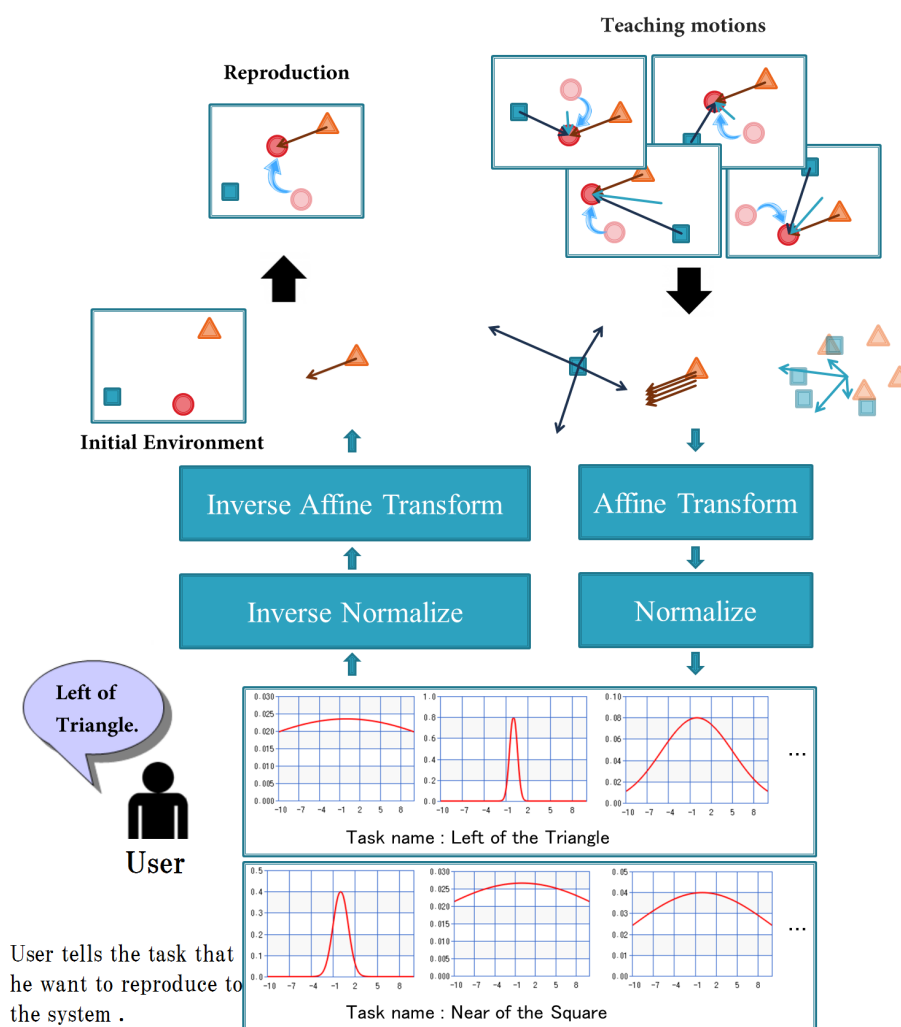 Teaching motions
Reproduction
Initial Environment
Inverse Affine Transform
Affine Transform
Inverse Normalize
Normalize
Left of
Triangle.
User
User tells the task that
he want to reproduce to
the system .
0.030
0.025
0.020
0.015
0.010
0.005
0.000
-10 -7 -4 -1 2 5 8
1.0
0.8
0.6
0.4
0.2
0.0
-10 -7 -4 -1 2 5 8
0.10
0.08
0.06
0.04
0.02
0.00
-10 -7 -4 -1 2 5 8
...
Task name : Left of the Triangle
0.5
0.4
0.3
0.2
0.1
0.0
-10 -7 -4 -1 2 5 8
0.030
0.025
0.020
0.015
0.010
0.005
0.000
-10 -7 -4 -1 2 5 8
0.05
0.04
0.03
0.02
0.01
0.00
-10 -7 -4 -1 2 5 8
...
Task name : Near of the Square